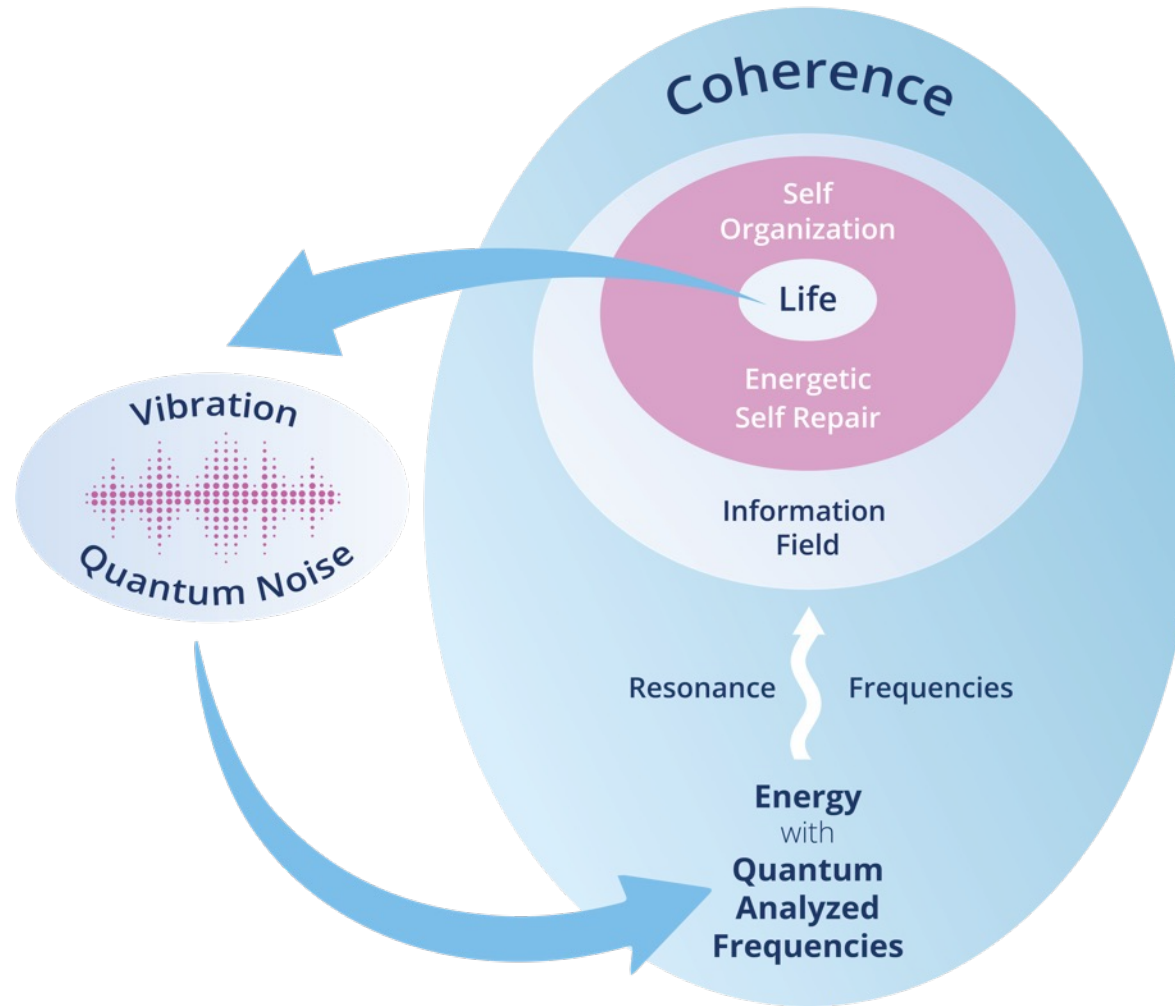 Coherence
Self
Organization
Life
Energetic
Self Repair
Information
Field
Vibration
Quantum Noise
Resonance Frequencies
Energy
with
Quantum
Analyzed
Frequencies